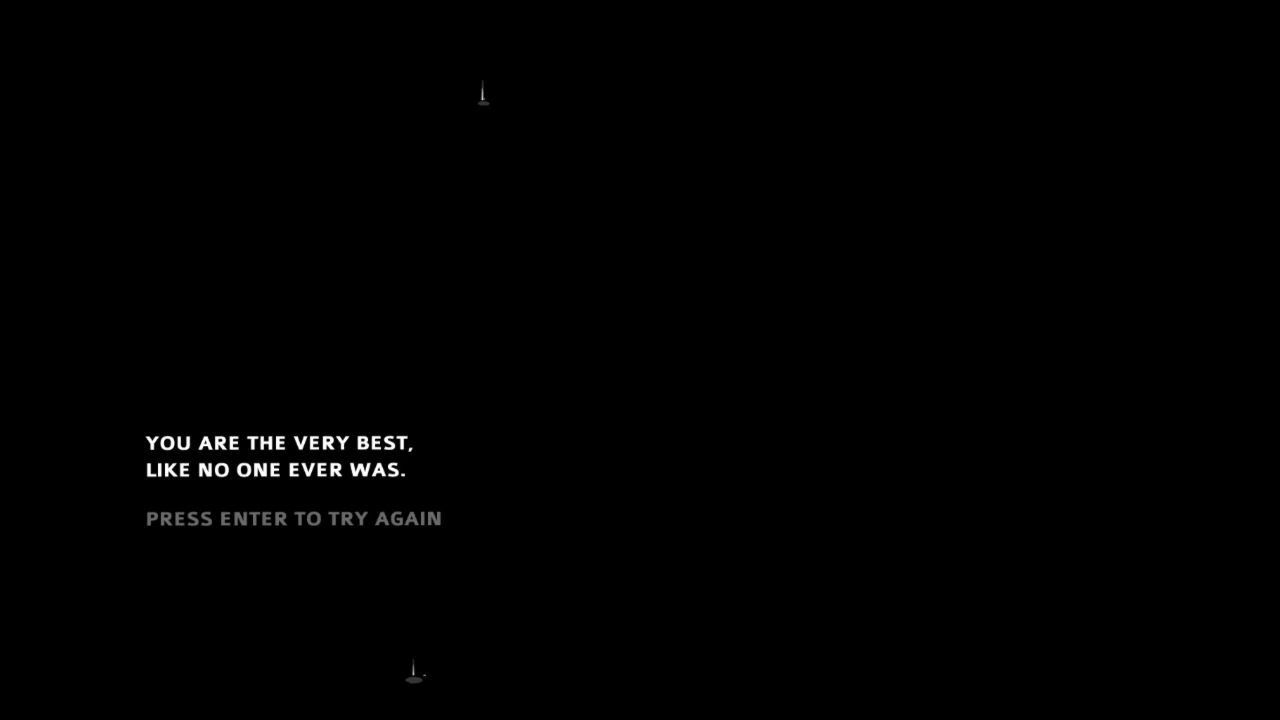 YOU ARE THE VERY BEST,
LIKE NO ONE EVER WAS.
PRESS ENTER TO TRY AGAIN